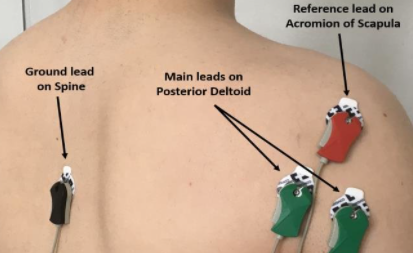 Reference lead on
Acromion of Scapula
Ground lead
on Spine
Main leads on
Posterior Deltoid